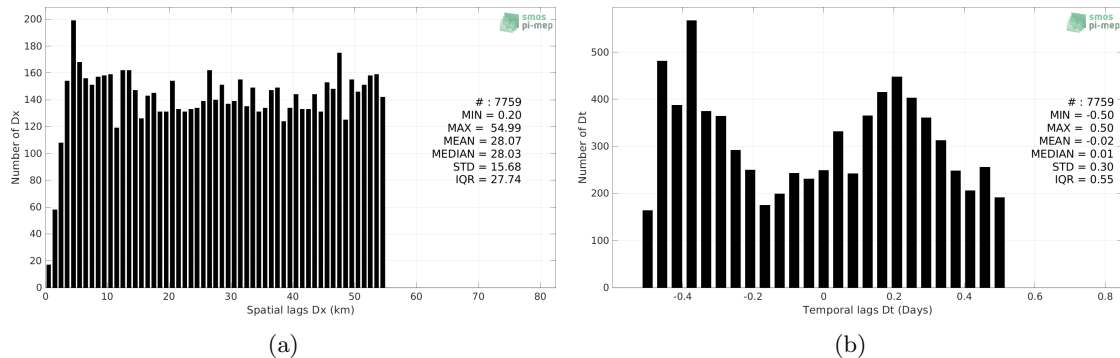 smos
pi-mep
200
180
160
140
120
100
80
60
40
20
0
Number of Dx
# : 7759
MIN = 0.20
MAX = 54.99
MEAN = 28.07
MEDIAN = 28.03
STD = 15.68
IQR = 27.74
0 10 20 30 40 50 60 70 80
Spatial lags Dx (km)
(a)
smos
pi-mep
500
400
300
200
100
0
Number of Dt
# : 7759
MIN = -0.50
MAX = 0.50
MEAN = -0.02
MEDIAN = 0.01
STD = 0.30
IQR = 0.55
-0.4 -0.2 0 0.2 0.4 0.6 0.8
Temporal lags Dt (Days)
(b)